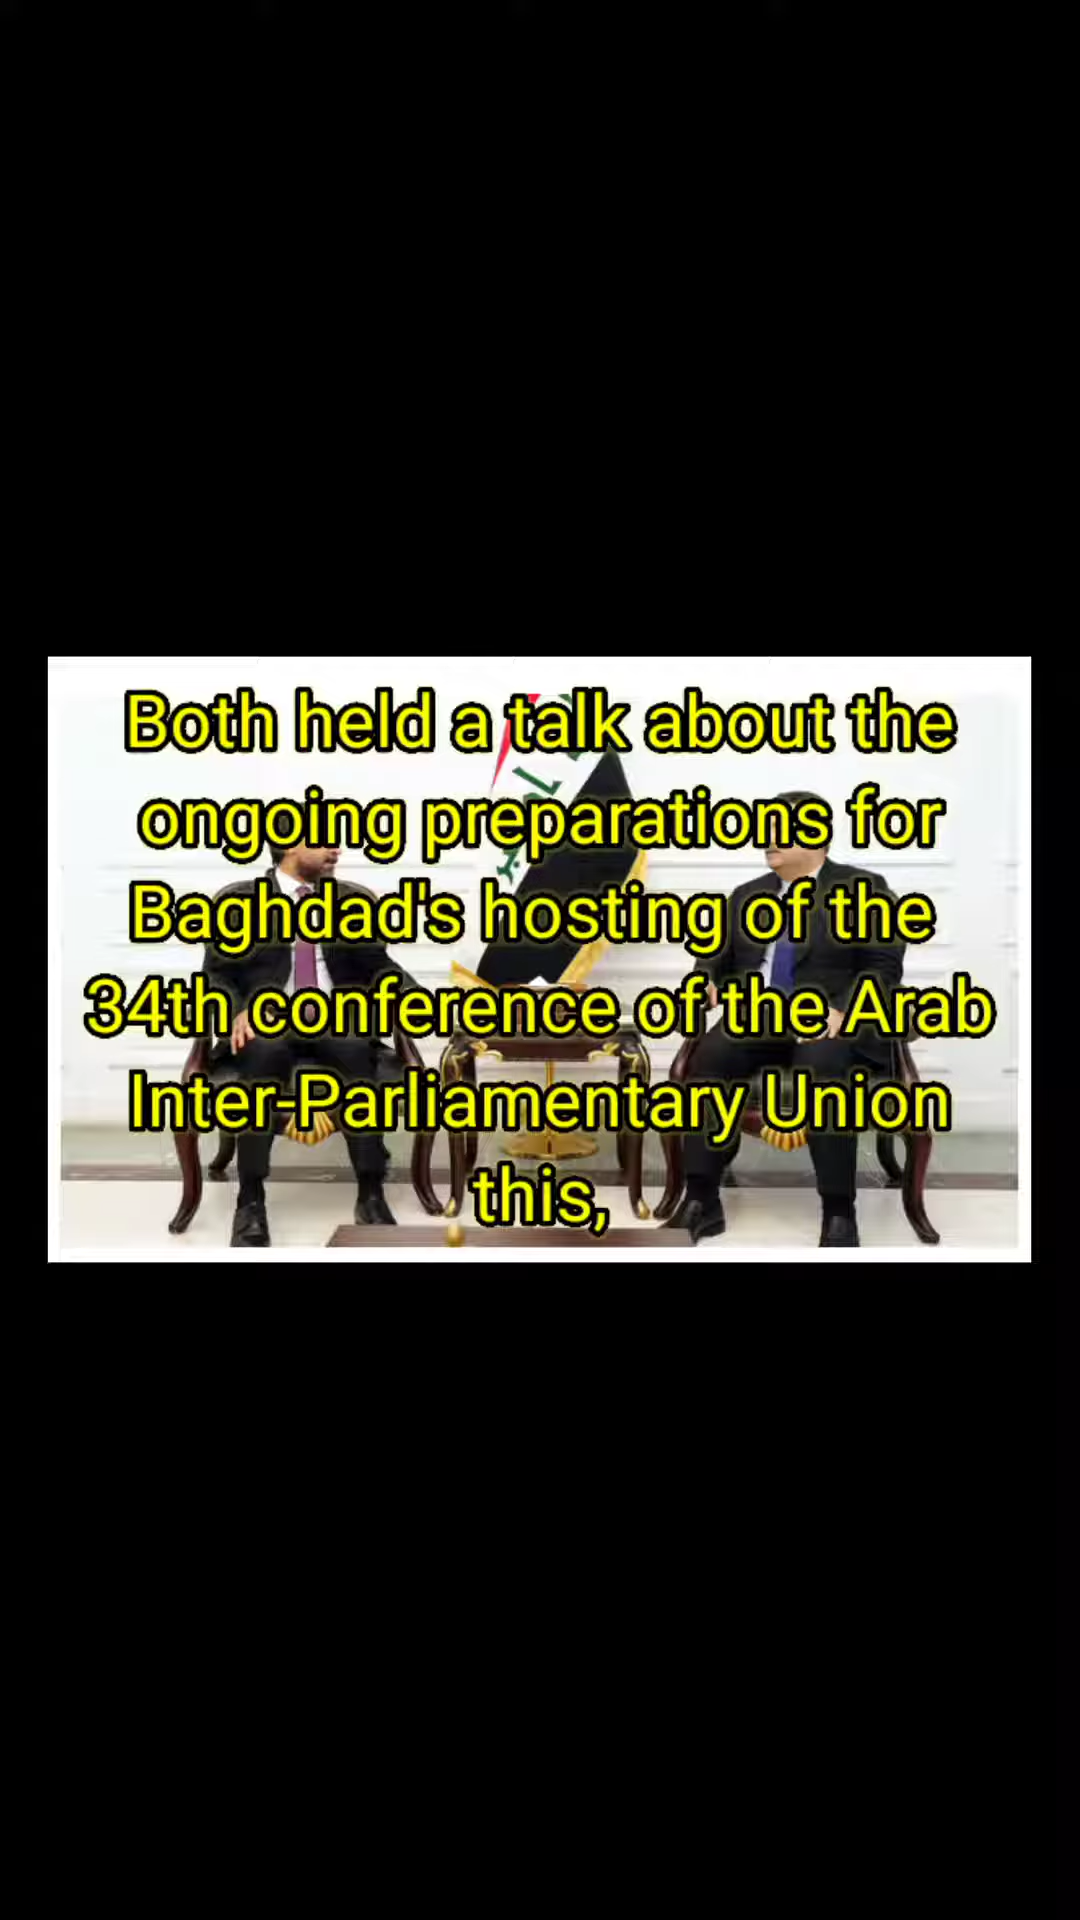 Both held a talk about the
ongoing preparations for
Baghdad's hosting of the
34th conference of the Arab
Inter-Parliamentary Union
this,